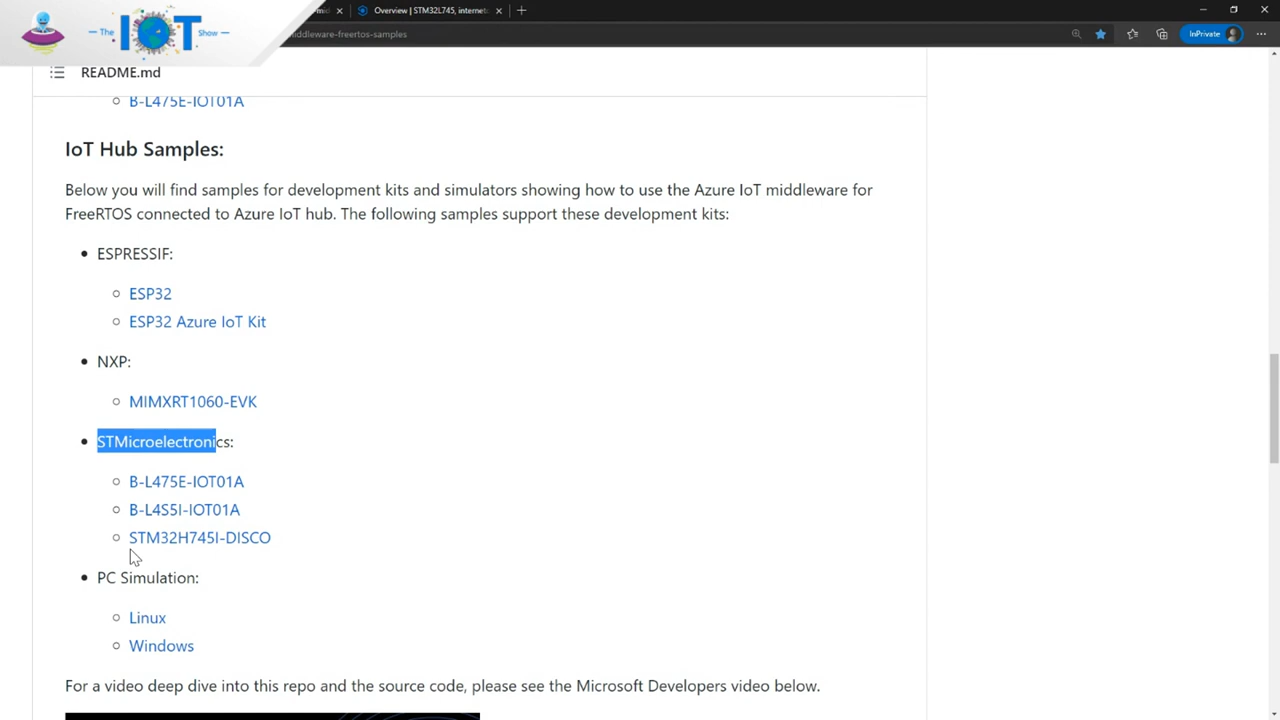 The IOT Show
Overview | STM32L745, internet
iddleware-freertos-samples
InPrivate
README.md
B-L475E-IOT01A
IoT Hub Samples:
Below you will find samples for development kits and simulators showing how to use the Azure IoT middleware for
FreeRTOS connected to Azure IoT hub. The following samples support these development kits:
ESPRESSIF:
ESP32
ESP32 Azure IoT Kit
NXP:
MIMXRT1060-EVK
STMicroelectronics:
B-L475E-IOT01A
B-L4S5I-IOT01A
STM32H745I-DISCO
PC Simulation:
Linux
Windows
For a video deep dive into this repo and the source code, please see the Microsoft Developers video below.